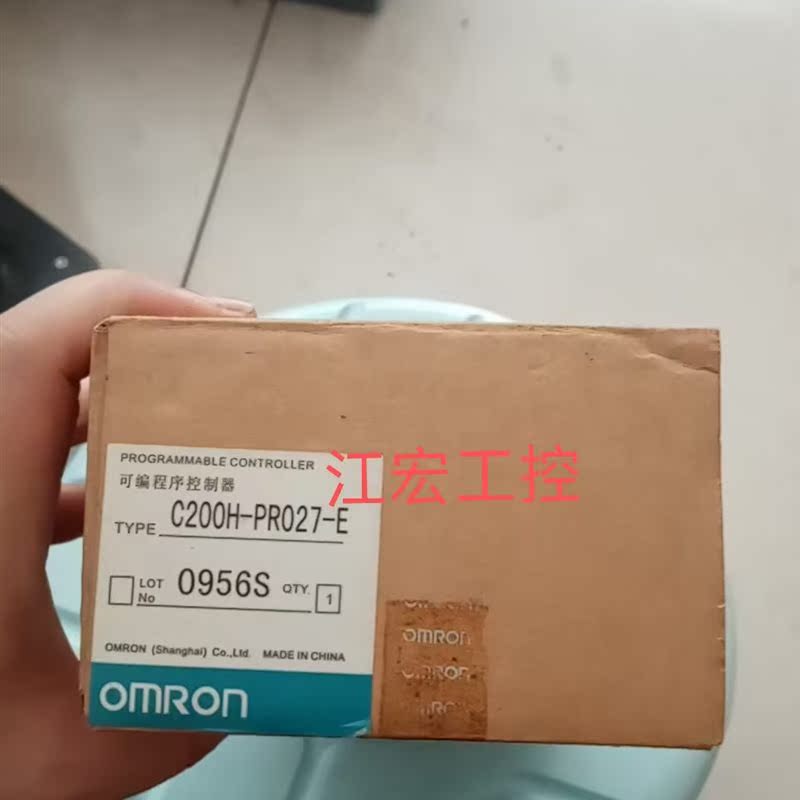 PROGRAMMABLE CONTROLLER
可编程序控制器
江宏工控
TYPE C200H-PRO27-E
LOT No 0956S QTY. 1
OMRON (Shanghai) Co.,Ltd. MADE IN CHINA
OMRON
OMRON
OMRON